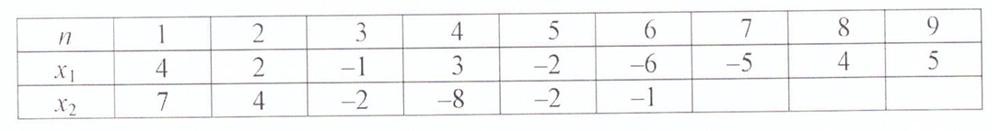 n 1 2 3 4 5 6 7 8 9
x₁ 4 2 –1 3 –2 –6 –5 4 5
x₂ 7 4 –2 –8 –2 –1